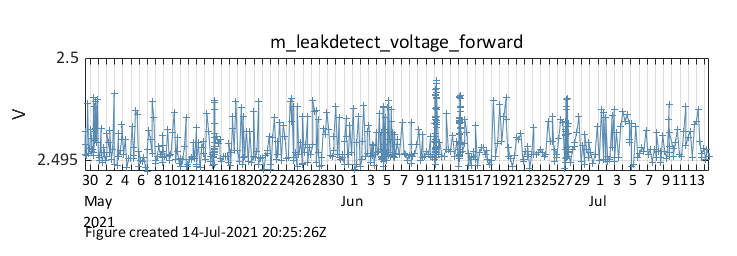 m_leakdetect_voltage_forward
2.5
V
2.495
30 2 4 6 8 10 12 14 16 18 20 22 24 26 28 30 1 3 5 7 9 11 13 15 17 19 21 23 25 27 29 1 3 5 7 9 11 13
May Jun Jul
2021
Figure created 14-Jul-2021 20:25:26Z